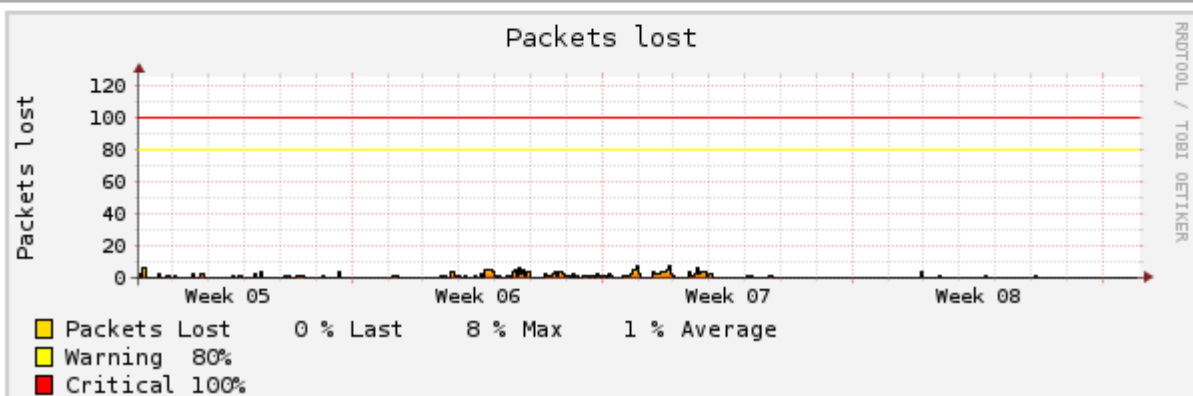 Packets lost
RRDTOOL / TOBI OETIKER
Packets lost
120
100
80
60
40
20
0
Week 05 Week 06 Week 07 Week 08
Packets Lost 0 % Last 8 % Max 1 % Average
Warning 80%
Critical 100%